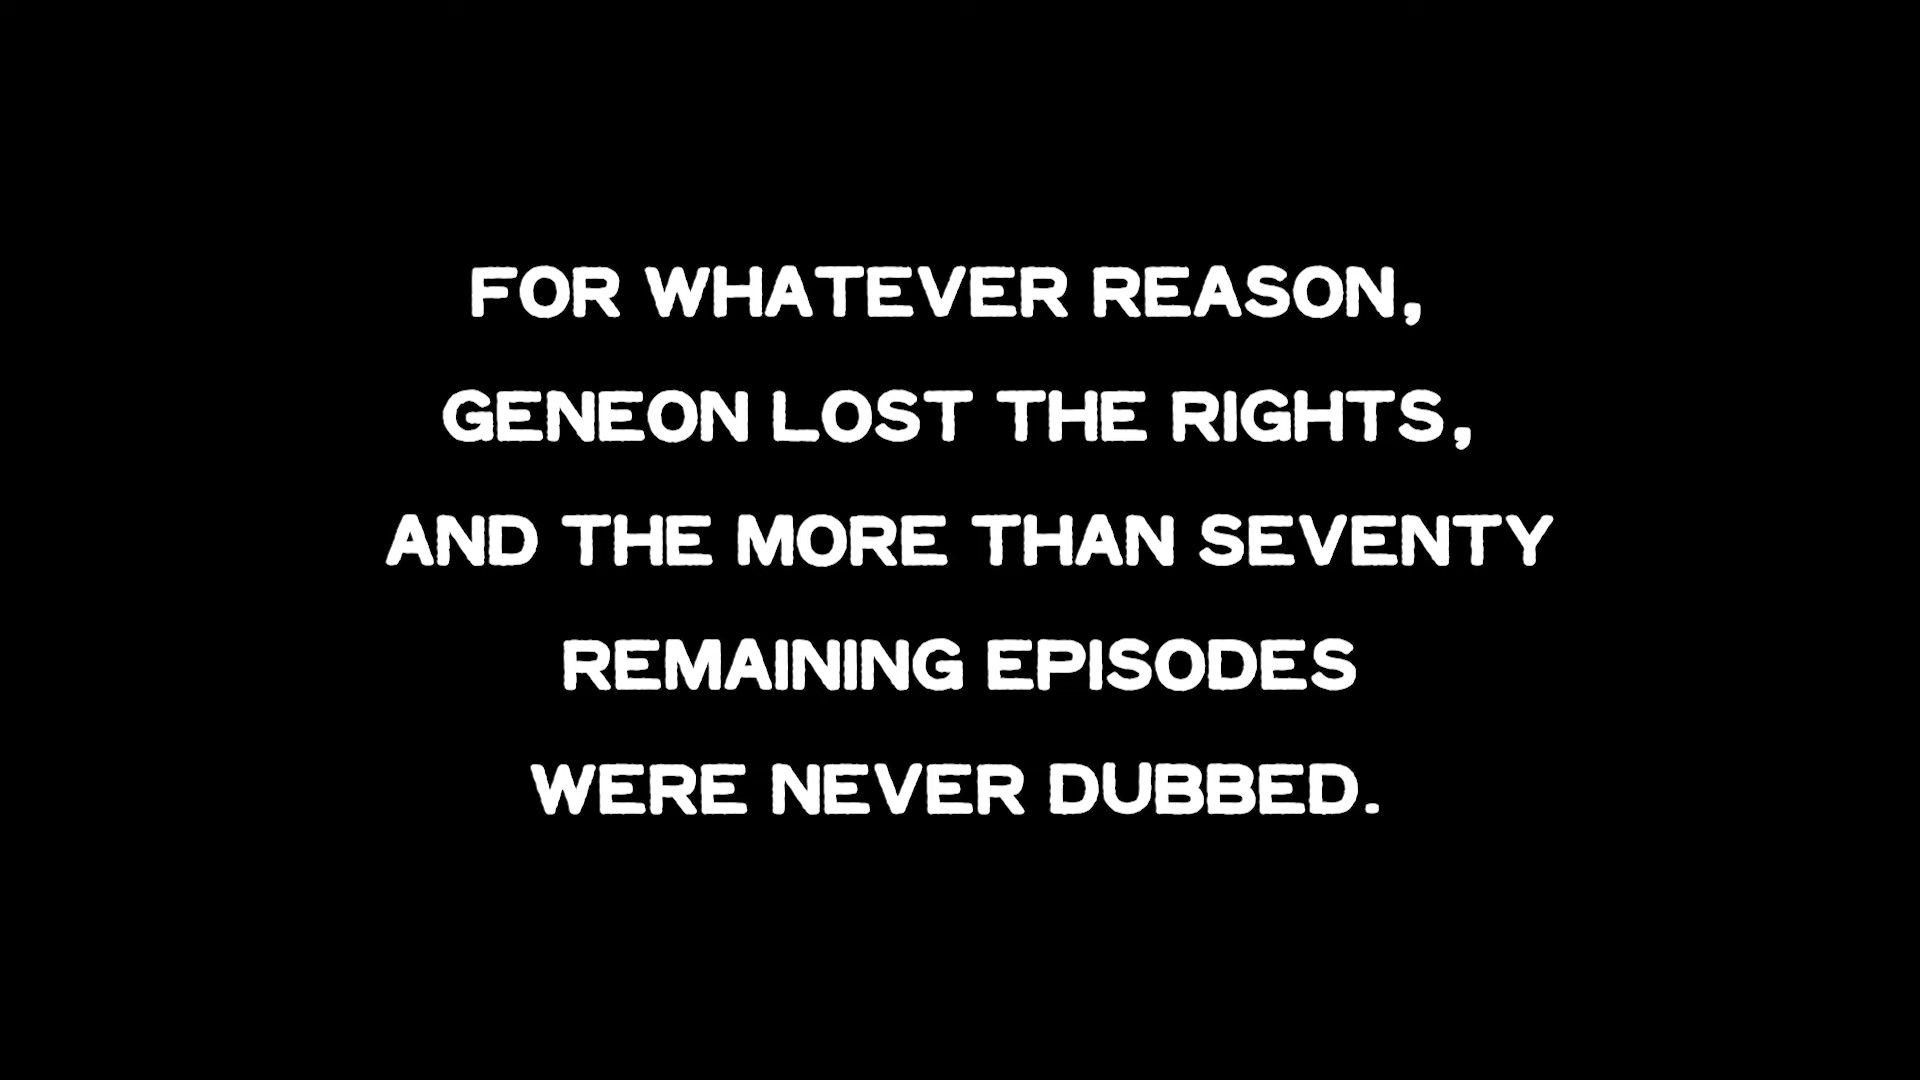 FOR WHATEVER REASON,
GENEON LOST THE RIGHTS,
AND THE MORE THAN SEVENTY
REMAINING EPISODES
WERE NEVER DUBBED.